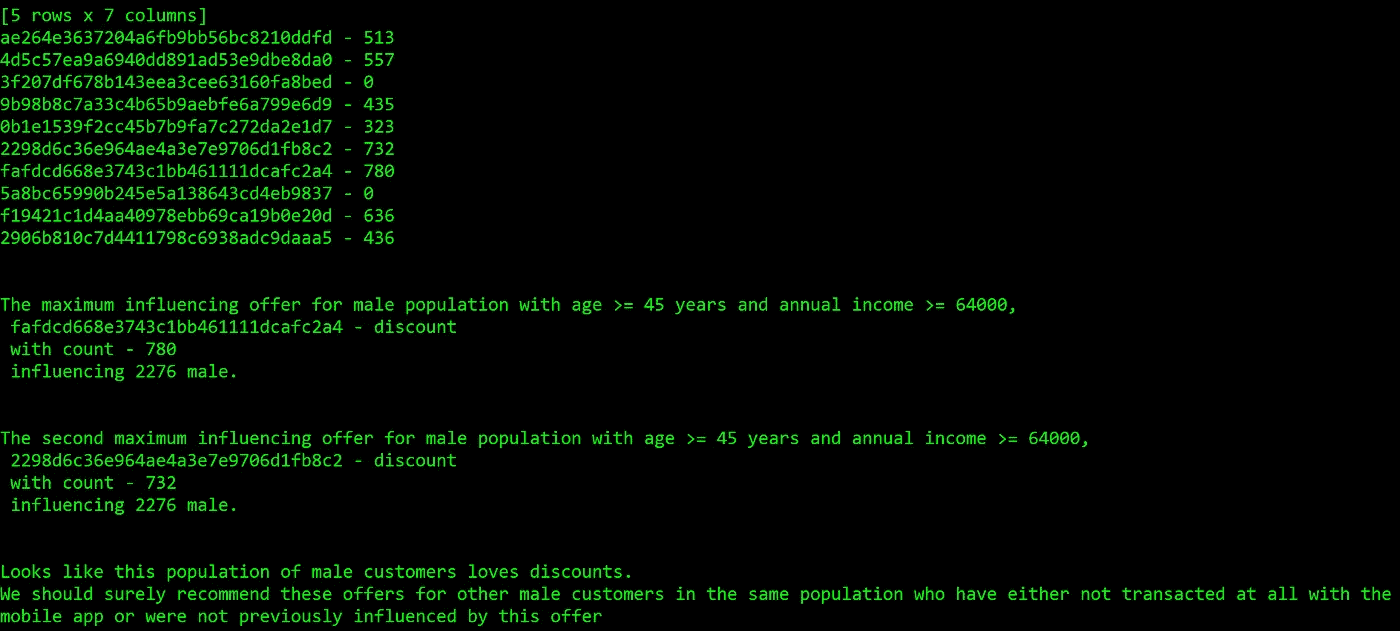 [5 rows x 7 columns]
ae264e3637204a6fb9bb56bc8210ddfd - 513
4d5c57ea9a6940dd891ad53e9dbe8da0 - 557
3f207df678b143eea3cee63160fa8bed - 0
9b98b8c7a33c4b65b9aebfe6a799e6d9 - 435
0b1e1539f2cc45b7b9fa7c272da2e1d7 - 323
2298d6c36e964ae4a3e7e9706d1fb8c2 - 732
fafdcd668e3743c1bb461111dcafc2a4 - 780
5a8bc65990b245e5a138643cd4eb9837 - 0
f19421c1d4aa40978ebb69ca19b0e20d - 636
2906b810c7d4411798c6938adc9daaa5 - 436
The maximum influencing offer for male population with age >= 45 years and annual income >= 64000,
fafdcd668e3743c1bb461111dcafc2a4 - discount
with count - 780
influencing 2276 male.
The second maximum influencing offer for male population with age >= 45 years and annual income >= 64000,
2298d6c36e964ae4a3e7e9706d1fb8c2 - discount
with count - 732
influencing 2276 male.
Looks like this population of male customers loves discounts.
We should surely recommend these offers for other male customers in the same population who have either not transacted at all with the
mobile app or were not previously influenced by this offer